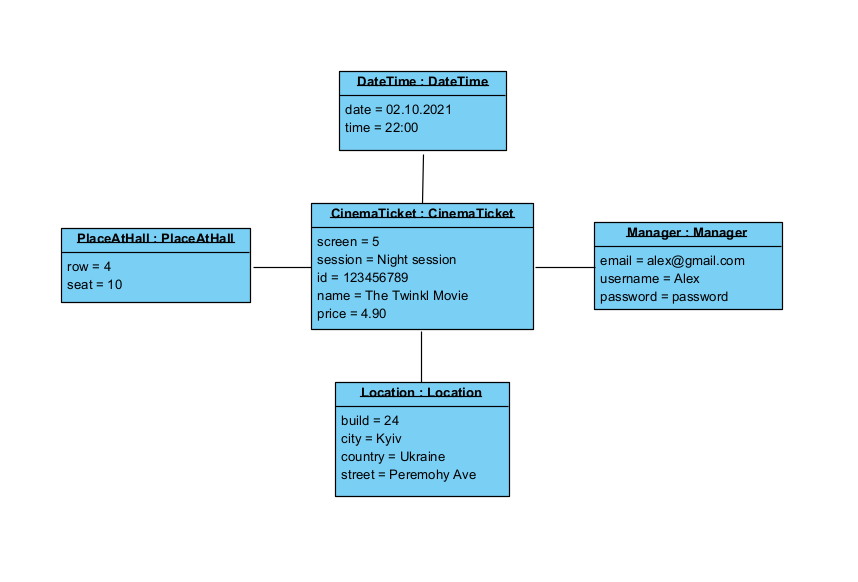 DateTime : DateTime
date = 02.10.2021
time = 22:00
CinemaTicket : CinemaTicket
screen = 5
session = Night session
id = 123456789
name = The Twinkl Movie
price = 4.90
PlaceAtHall : PlaceAtHall
row = 4
seat = 10
Manager : Manager
email = alex@gmail.com
username = Alex
password = password
Location : Location
build = 24
city = Kyiv
country = Ukraine
street = Peremohy Ave